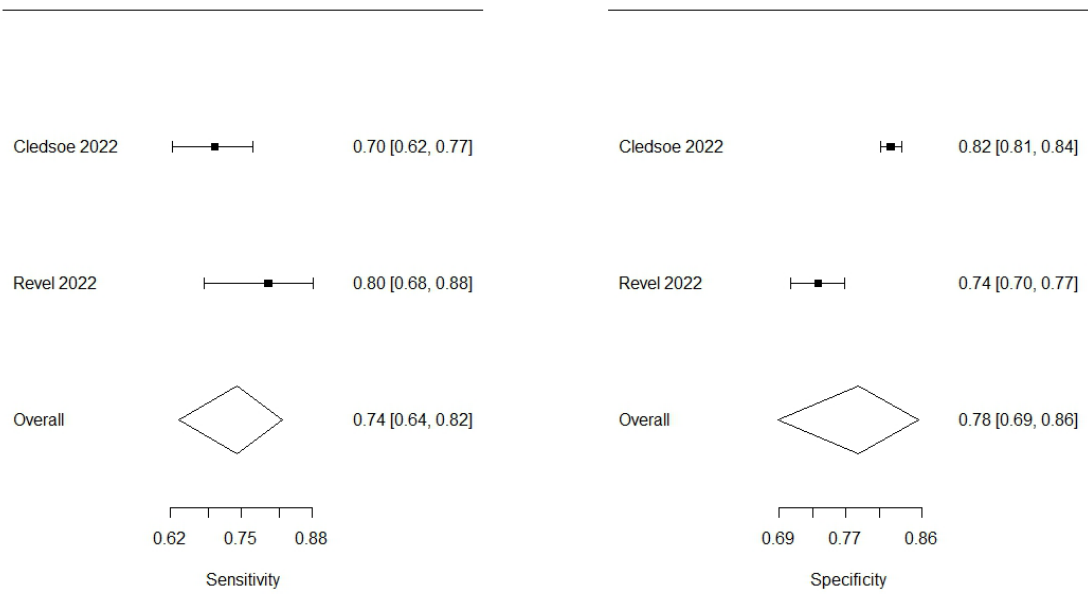 Cledsoe 2022 0.70 [0.62, 0.77]
Revel 2022 0.80 [0.68, 0.88]
Overall 0.74 [0.64, 0.82]
0.62 0.75 0.88
Sensitivity
Cledsoe 2022 0.82 [0.81, 0.84]
Revel 2022 0.74 [0.70, 0.77]
Overall 0.78 [0.69, 0.86]
0.69 0.77 0.86
Specificity